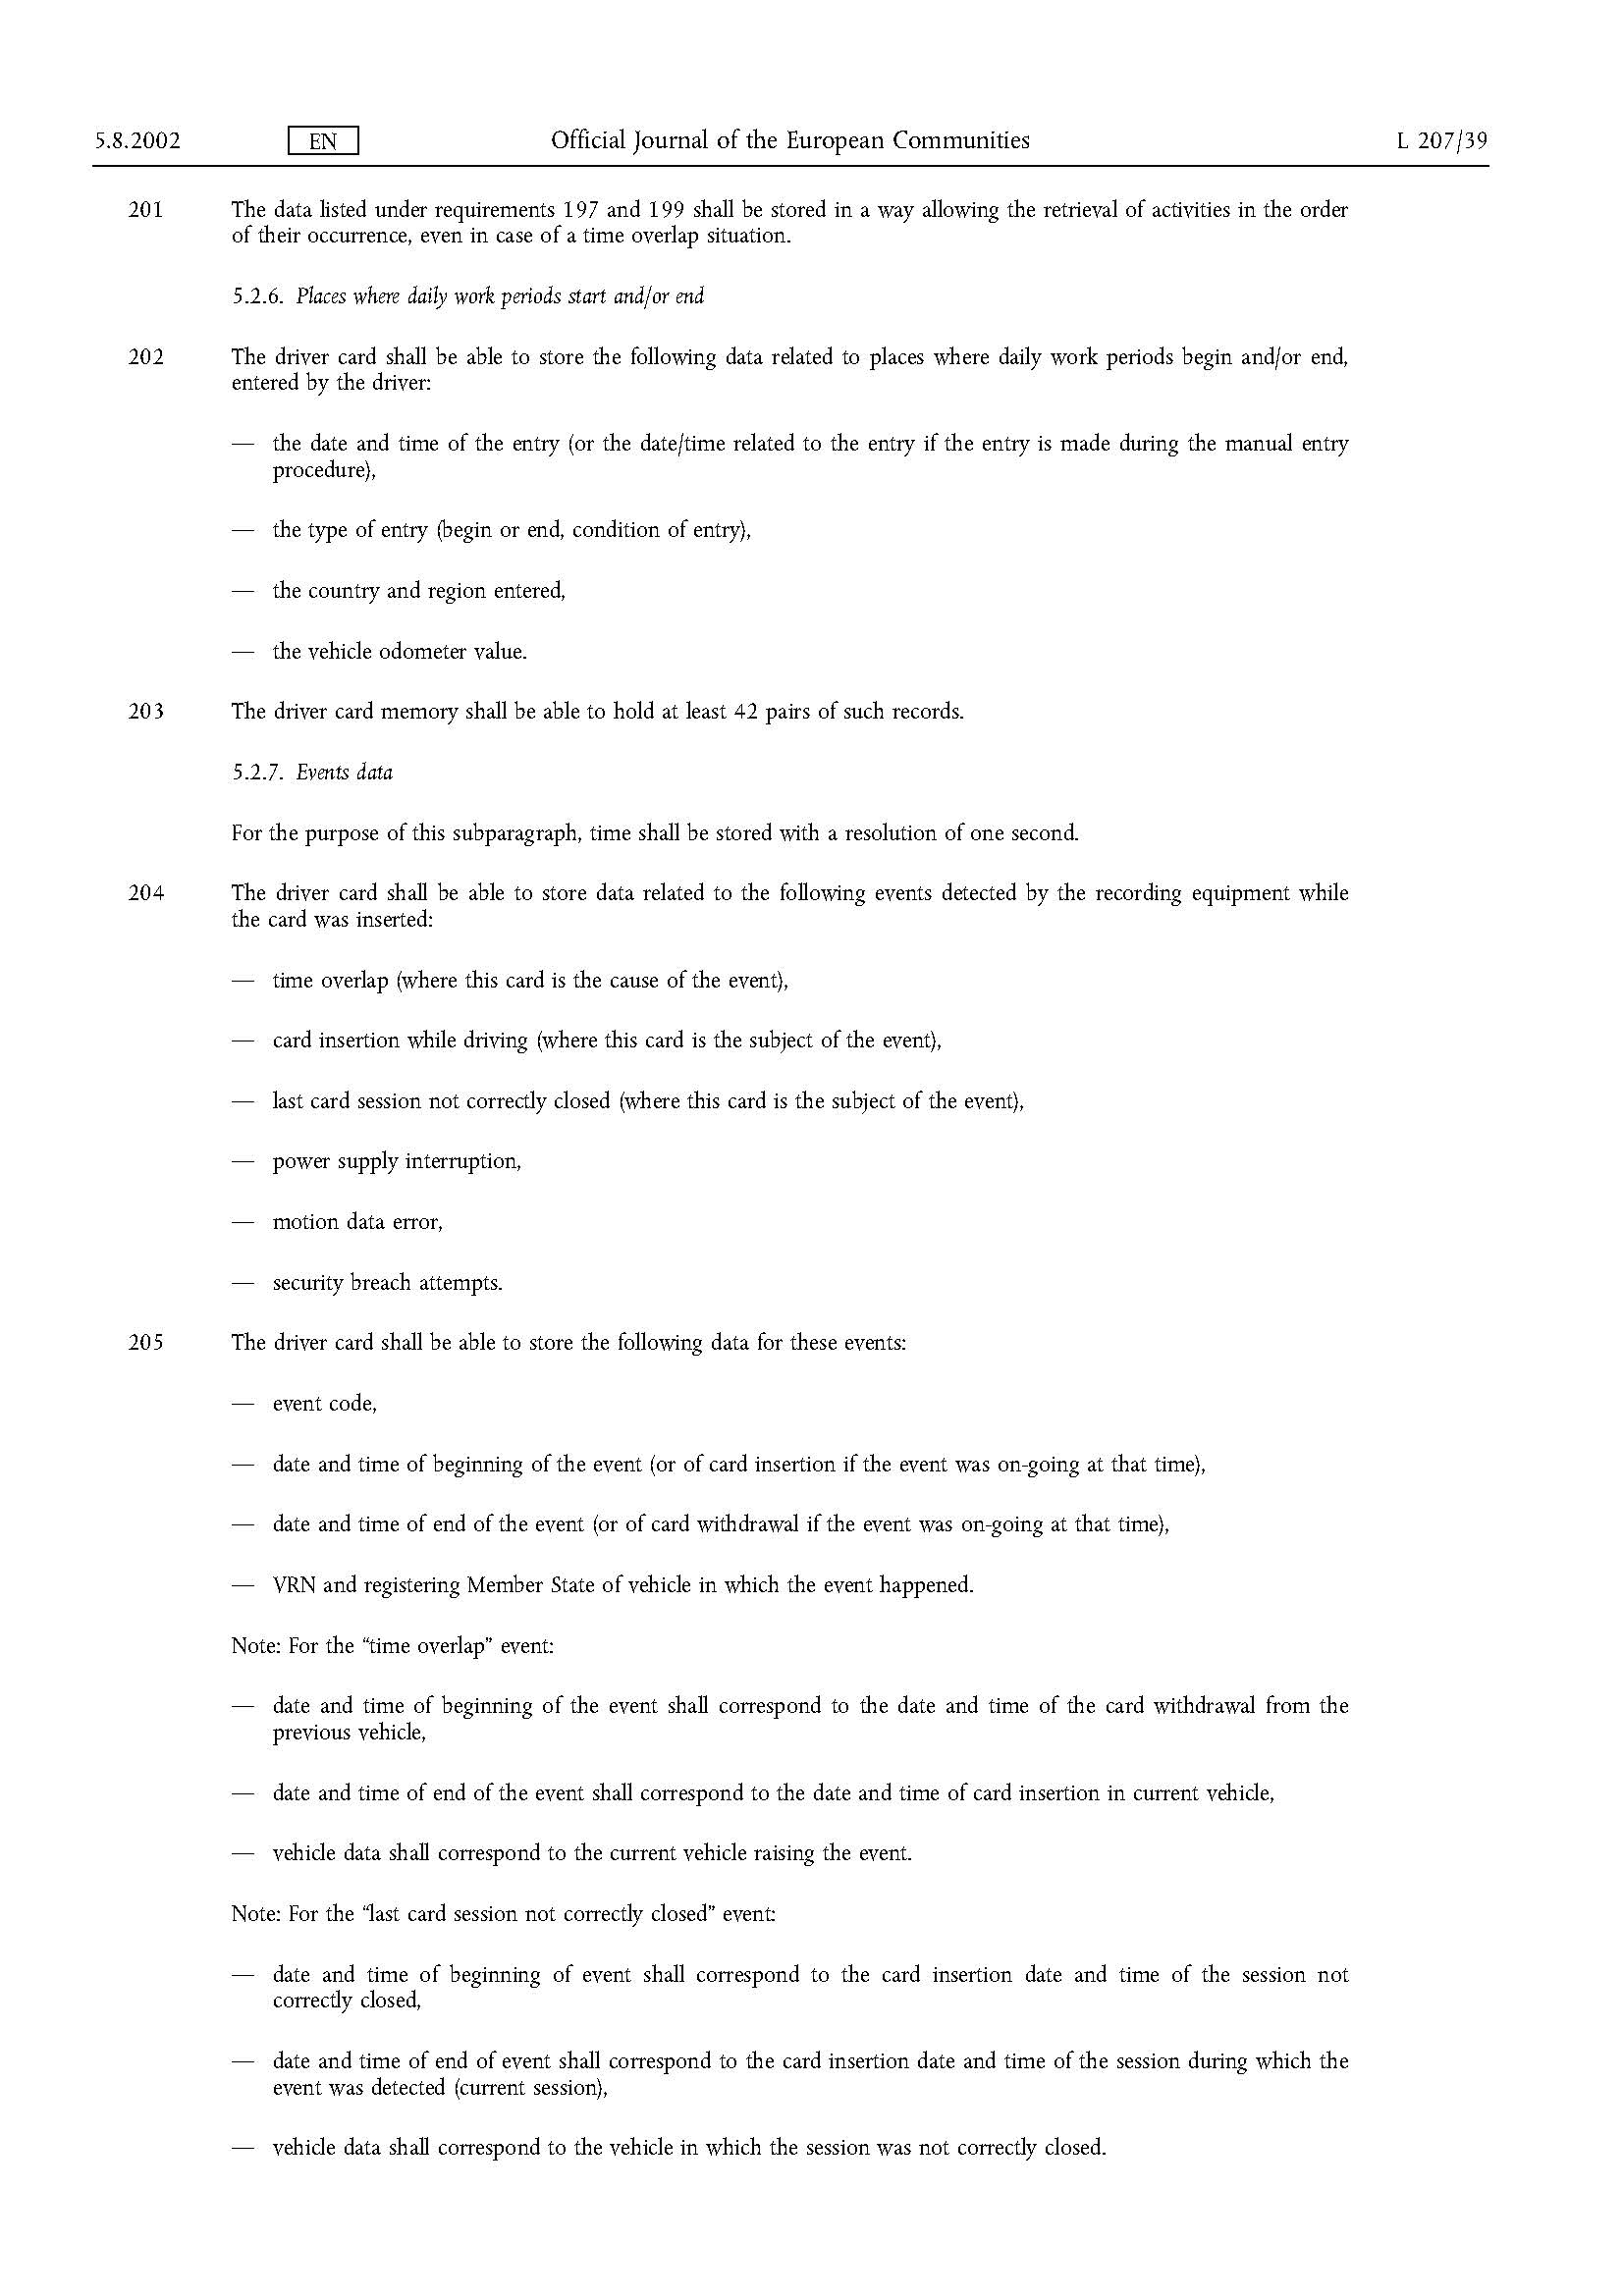 5.8.2002 EN Official Journal of the European Communities L 207/39
201 The data listed under requirements 197 and 199 shall be stored in a way allowing the retrieval of activities in the order
of their occurrence, even in case of a time overlap situation.
5.2.6. Places where daily work periods start and/or end
202 The driver card shall be able to store the following data related to places where daily work periods begin and/or end,
entered by the driver:
— the date and time of the entry (or the date/time related to the entry if the entry is made during the manual entry
procedure),
— the type of entry (begin or end, condition of entry),
— the country and region entered,
— the vehicle odometer value.
203 The driver card memory shall be able to hold at least 42 pairs of such records.
5.2.7. Events data
For the purpose of this subparagraph, time shall be stored with a resolution of one second.
204 The driver card shall be able to store data related to the following events detected by the recording equipment while
the card was inserted:
— time overlap (where this card is the cause of the event),
— card insertion while driving (where this card is the subject of the event),
— last card session not correctly closed (where this card is the subject of the event),
— power supply interruption,
— motion data error,
— security breach attempts.
205 The driver card shall be able to store the following data for these events:
— event code,
— date and time of beginning of the event (or of card insertion if the event was on-going at that time),
— date and time of end of the event (or of card withdrawal if the event was on-going at that time),
— VRN and registering Member State of vehicle in which the event happened.
Note: For the “time overlap” event:
— date and time of beginning of the event shall correspond to the date and time of the card withdrawal from the
previous vehicle,
— date and time of end of the event shall correspond to the date and time of card insertion in current vehicle,
— vehicle data shall correspond to the current vehicle raising the event.
Note: For the “last card session not correctly closed” event:
— date and time of beginning of event shall correspond to the card insertion date and time of the session not
correctly closed,
— date and time of end of event shall correspond to the card insertion date and time of the session during which the
event was detected (current session),
— vehicle data shall correspond to the vehicle in which the session was not correctly closed.